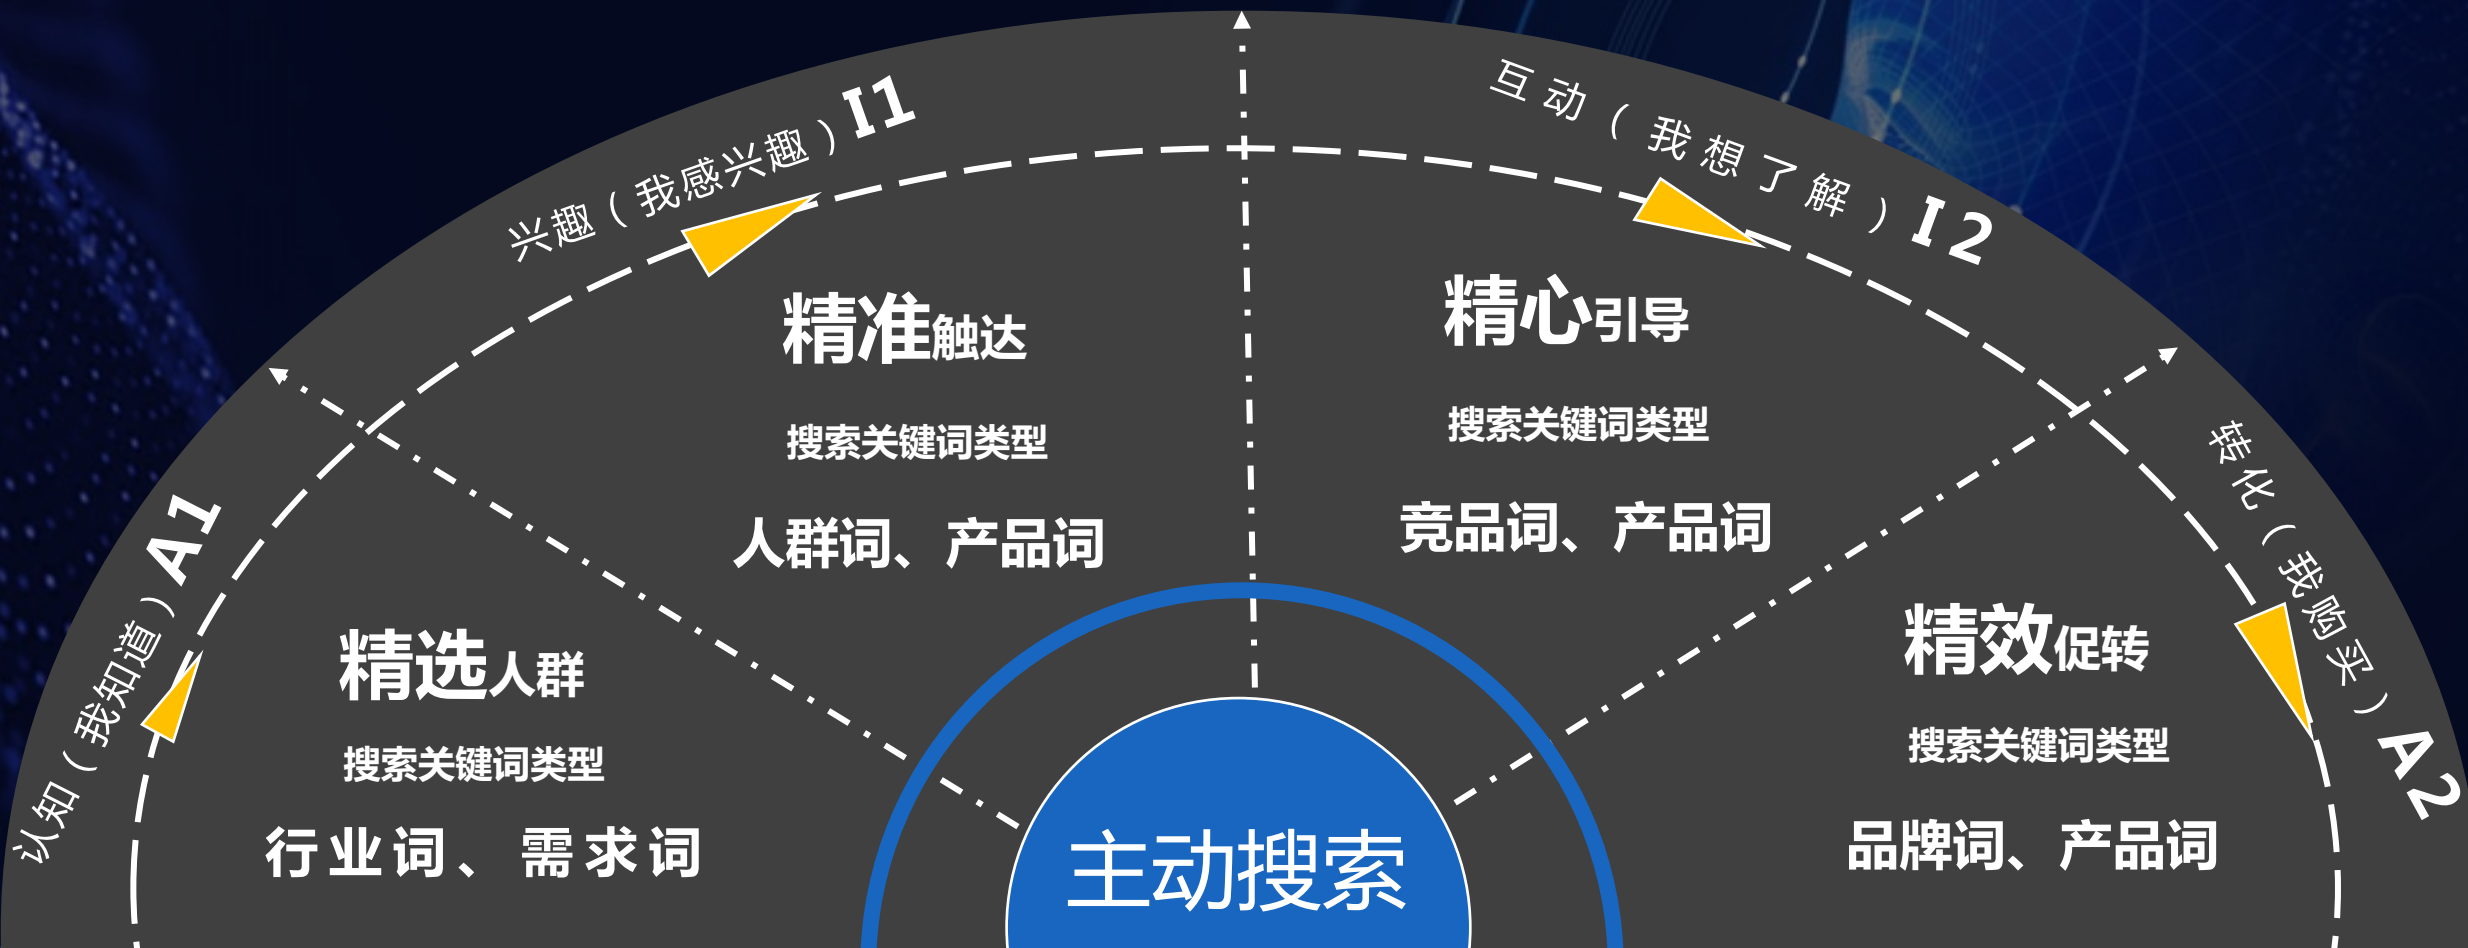 认知（我知道）A1
精选人群
搜索关键词类型
行业词、需求词
兴趣（我感兴趣）I1
精准触达
搜索关键词类型
人群词、产品词
互动（我想了解）I2
精心引导
搜索关键词类型
竞品词、产品词
转化（我购买）A2
精效促转
搜索关键词类型
品牌词、产品词
主动搜索